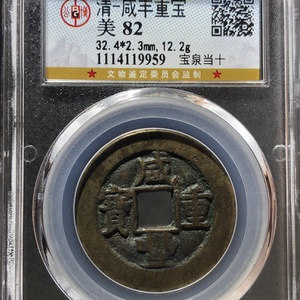 清-咸丰重宝
美 82
32.4*2.3mm,12.2g
1114119959 宝泉当十
★ 文物鉴定委员会监制 ★
咸
寶 重
豐